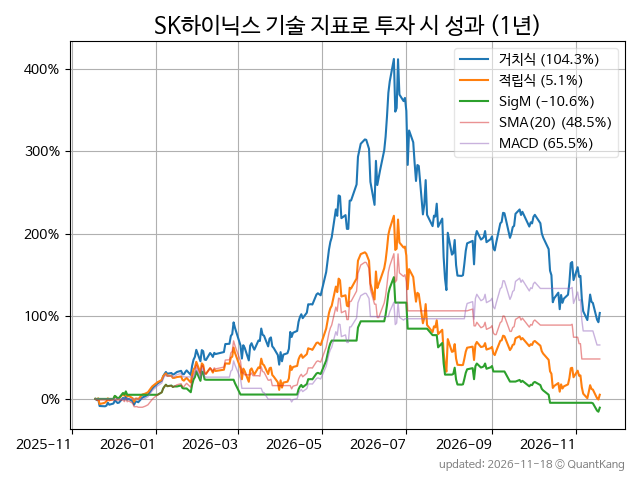 SK하이닉스 기술 지표로 투자 시 성과 (1년)
거치식 (104.3%)
적립식 (5.1%)
SigM (-10.6%)
SMA(20) (48.5%)
MACD (65.5%)
400%
300%
200%
100%
0%
2025-11 2026-01 2026-03 2026-05 2026-07 2026-09 2026-11
updated: 2026-11-18 © QuantKang